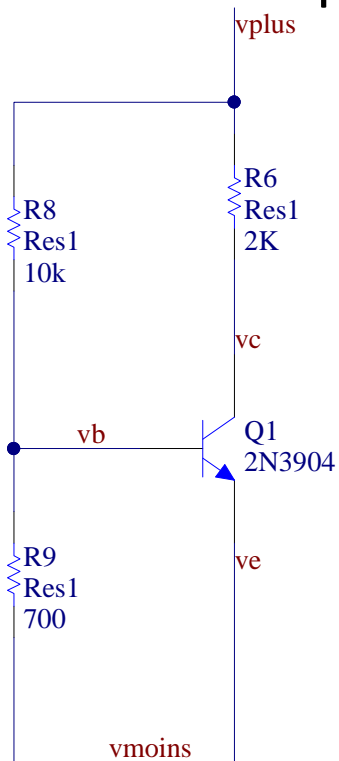 vplus
R6
Res1
2K
R8
Res1
10k
vc
vb
Q1
2N3904
R9
Res1
700
ve
vmoins